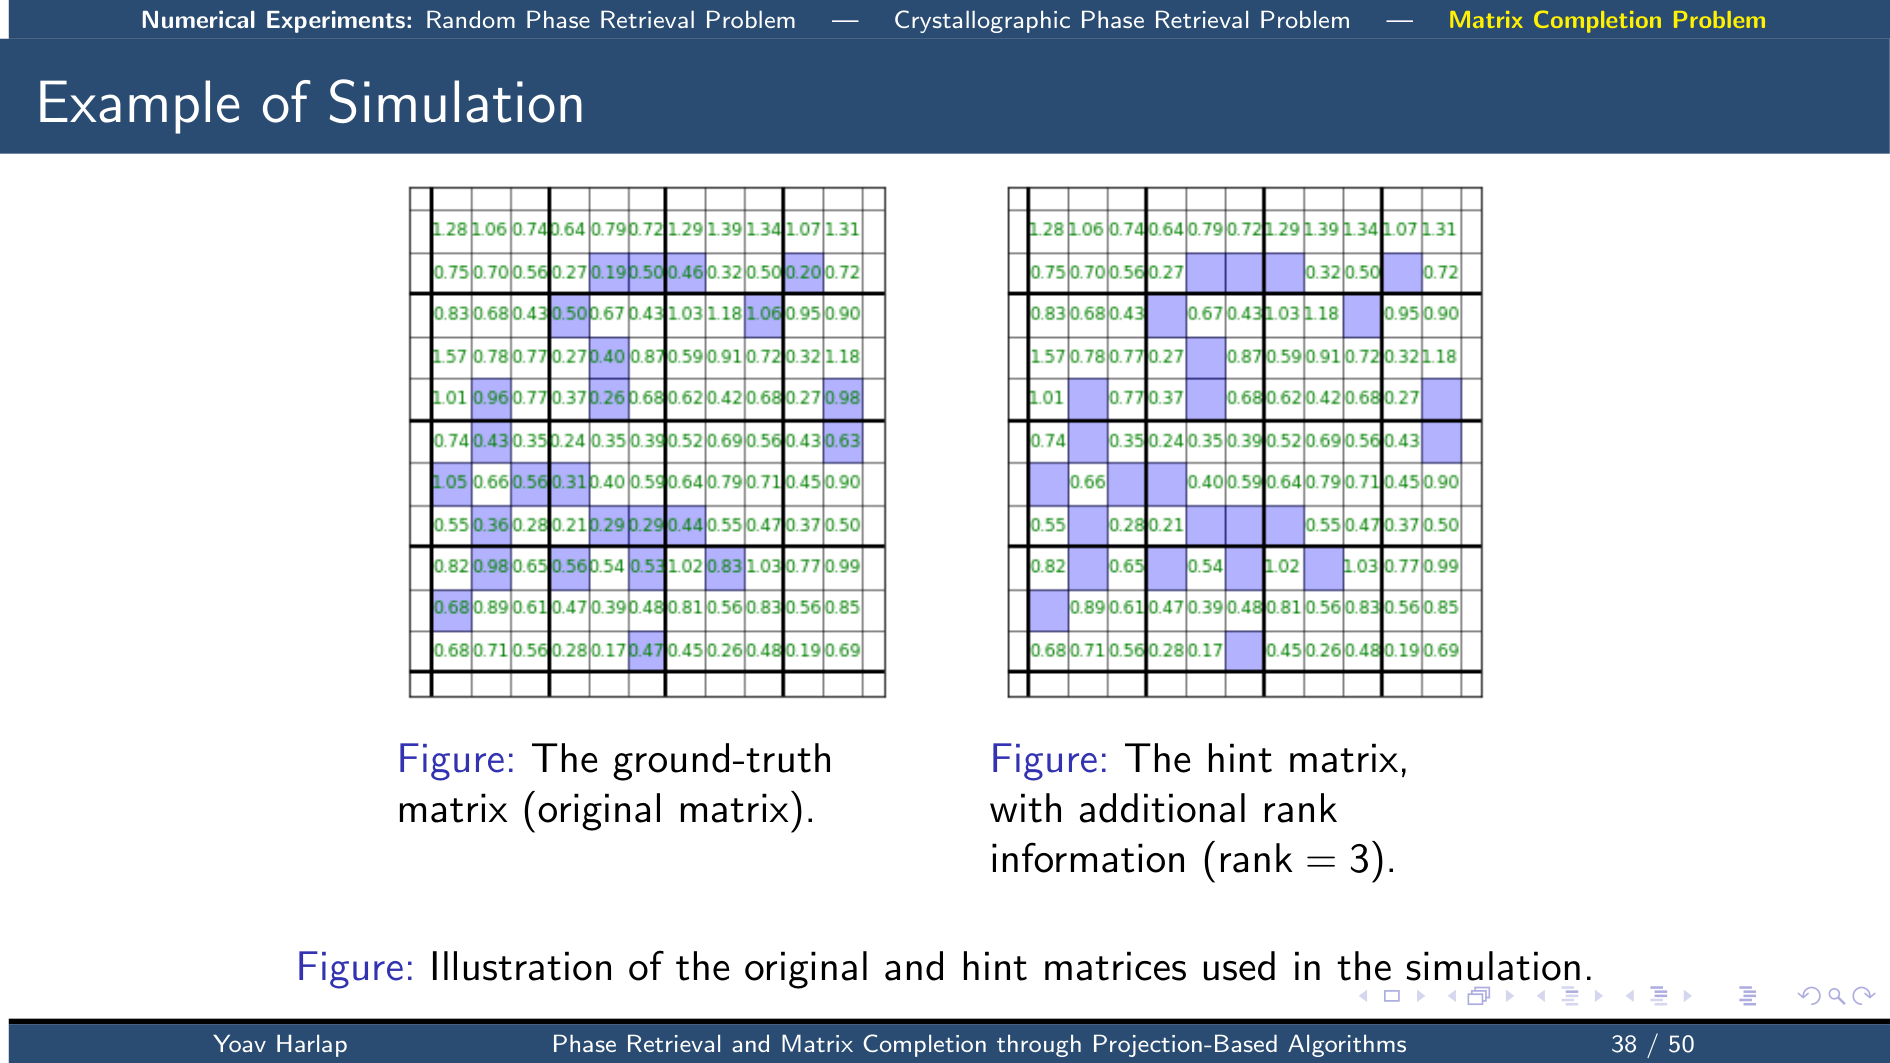 Numerical Experiments: Random Phase Retrieval Problem — Crystallographic Phase Retrieval Problem — Matrix Completion Problem
Example of Simulation
1.28 1.06 0.74 0.64 0.79 0.72 1.29 1.39 1.34 1.07 1.31
0.75 0.70 0.56 0.27 0.19 0.50 0.46 0.32 0.50 0.20 0.72
0.83 0.68 0.43 0.50 0.67 0.43 1.03 1.18 1.06 0.95 0.90
1.57 0.78 0.77 0.27 0.40 0.87 0.59 0.91 0.72 0.32 1.18
1.01 0.96 0.77 0.37 0.26 0.68 0.62 0.42 0.68 0.27 0.98
0.74 0.43 0.35 0.24 0.35 0.39 0.52 0.69 0.56 0.43 0.63
1.05 0.66 0.56 0.31 0.40 0.59 0.64 0.79 0.71 0.45 0.90
0.55 0.36 0.28 0.21 0.29 0.29 0.44 0.55 0.47 0.37 0.50
0.82 0.98 0.65 0.56 0.54 0.53 1.02 0.83 1.03 0.77 0.99
0.68 0.89 0.61 0.47 0.39 0.48 0.81 0.56 0.83 0.56 0.85
0.68 0.71 0.56 0.28 0.17 0.47 0.45 0.26 0.48 0.19 0.69
Figure: The ground-truth
matrix (original matrix).
1.28 1.06 0.74 0.64 0.79 0.72 1.29 1.39 1.34 1.07 1.31
0.75 0.70 0.56 0.27 0.32 0.50 0.72
0.83 0.68 0.43 0.67 0.43 1.03 1.18 0.95 0.90
1.57 0.78 0.77 0.27 0.87 0.59 0.91 0.72 0.32 1.18
1.01 0.77 0.37 0.68 0.62 0.42 0.68 0.27
0.74 0.35 0.24 0.35 0.39 0.52 0.69 0.56 0.43
0.66 0.40 0.59 0.64 0.79 0.71 0.45 0.90
0.55 0.28 0.21 0.55 0.47 0.37 0.50
0.82 0.65 0.54 1.02 1.03 0.77 0.99
0.89 0.61 0.47 0.39 0.48 0.81 0.56 0.83 0.56 0.85
0.68 0.71 0.56 0.28 0.17 0.45 0.26 0.48 0.19 0.69
Figure: The hint matrix,
with additional rank
information (rank = 3).
Figure: Illustration of the original and hint matrices used in the simulation.
Yoav Harlap Phase Retrieval and Matrix Completion through Projection-Based Algorithms 38 / 50